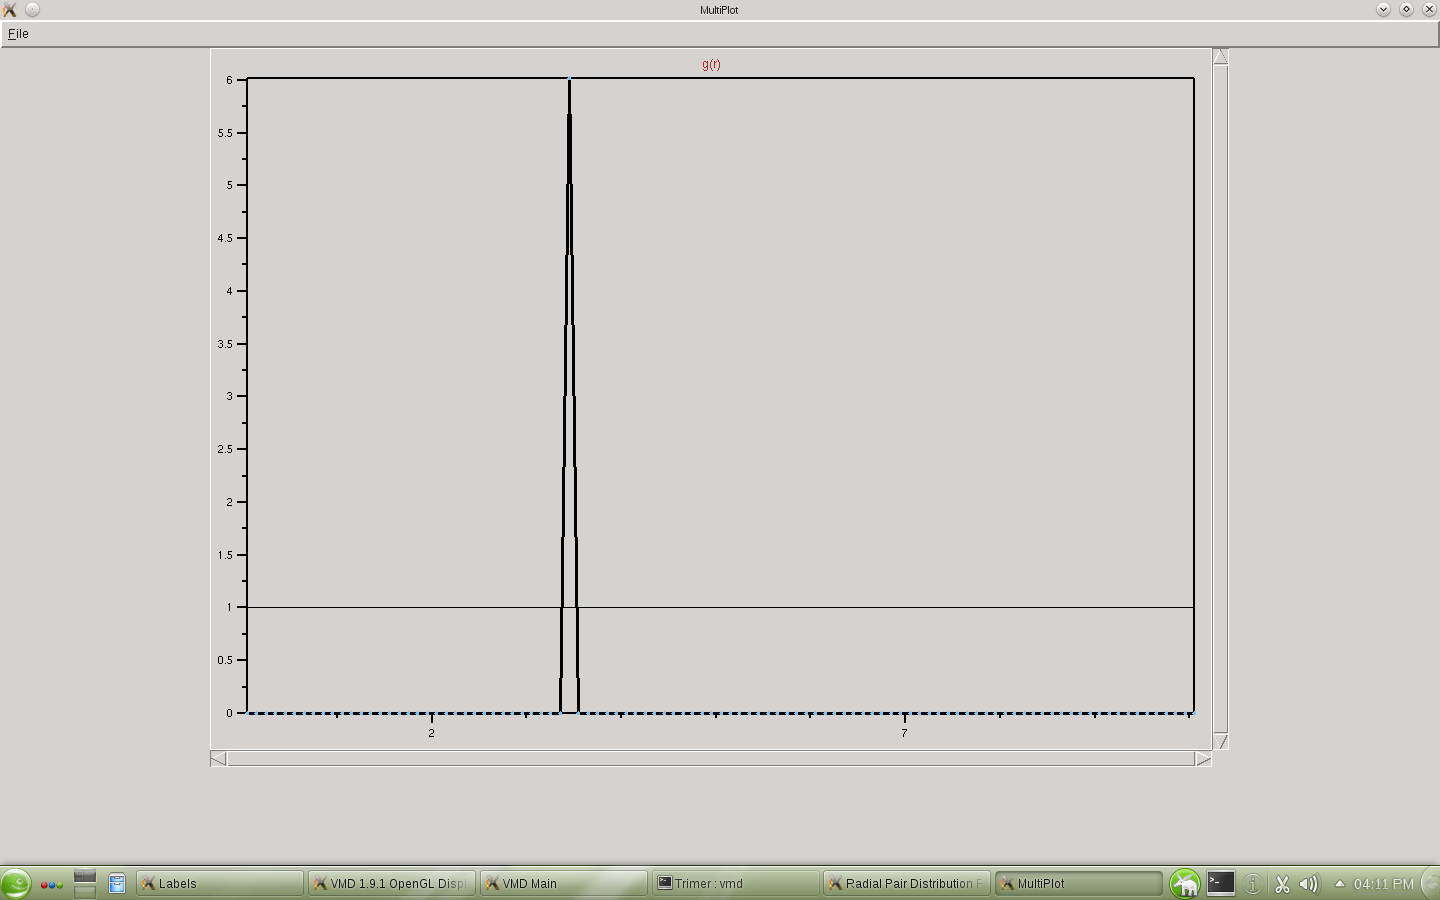 MultiPlot
File
g(r)
6
5.5
5
4.5
4
3.5
3
2.5
2
1.5
1
0.5
0
2
7
Labels
VMD 1.9.1 OpenGL Disp
VMD Main
Trimer : vmd
Radial Pair Distribution F
MultiPlot
04:11 PM